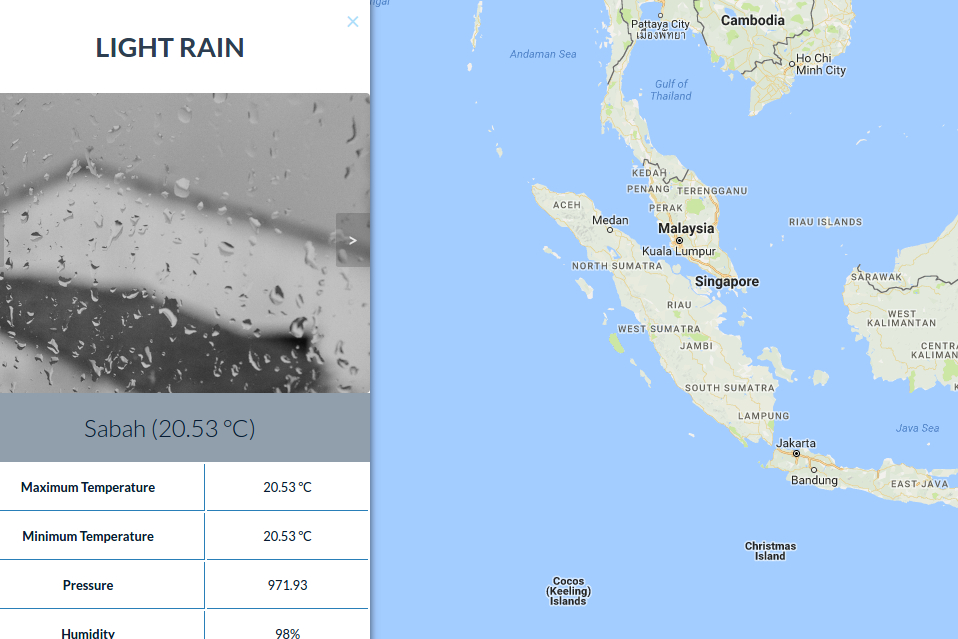 ×
LIGHT RAIN
>
Sabah (20.53 °C)
Maximum Temperature
20.53 °C
Minimum Temperature
20.53 °C
Pressure
971.93
Humidity
98%
Cambodia
Pattaya City
เมืองพัทยา
Andaman Sea
Ho Chi
Minh City
Gulf of
Thailand
KEDAH
PENANG
TERENGGANU
PERAK
ACEH
Medan
Malaysia
Kuala Lumpur
RIAU ISLANDS
NORTH SUMATRA
Singapore
SARAWAK
RIAU
WEST
KALIMANTAN
WEST SUMATRA
JAMBI
CENTR
KALIMAN
SOUTH SUMATRA
LAMPUNG
Java Sea
Jakarta
Bandung
EAST JAVA
Christmas
Island
Cocos
(Keeling)
Islands